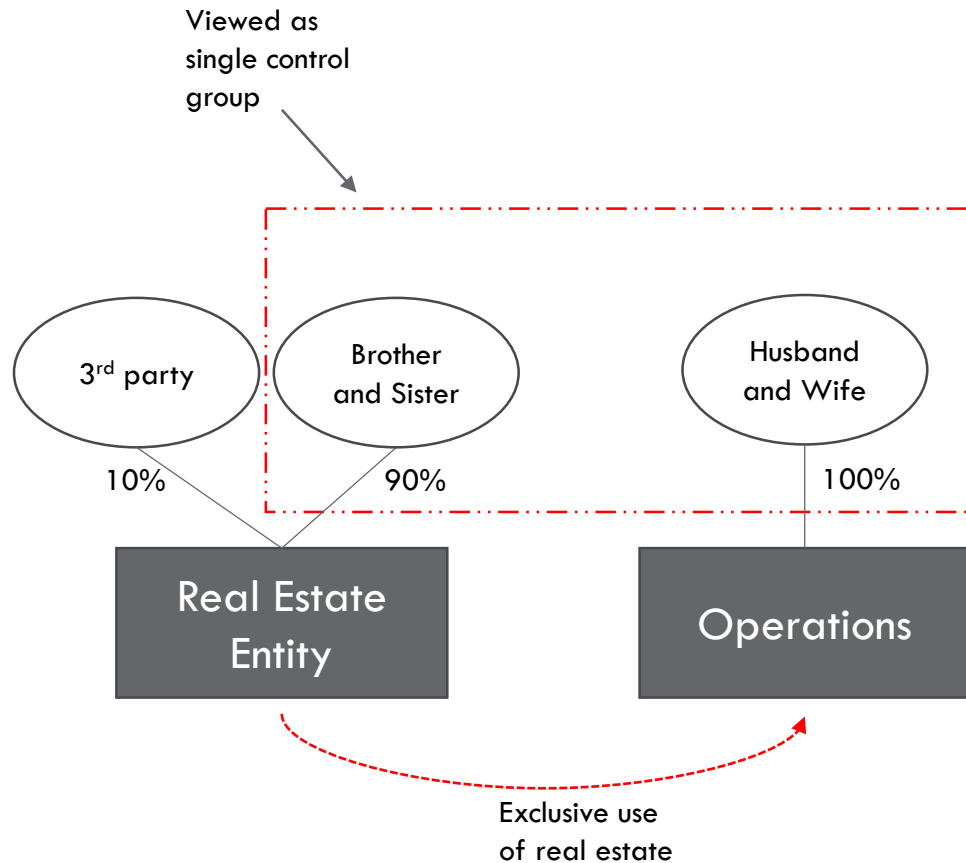 Viewed as
single control
group
3rd party
Brother
and Sister
Husband
and Wife
10%
90%
100%
Real Estate
Entity
Operations
Exclusive use
of real estate